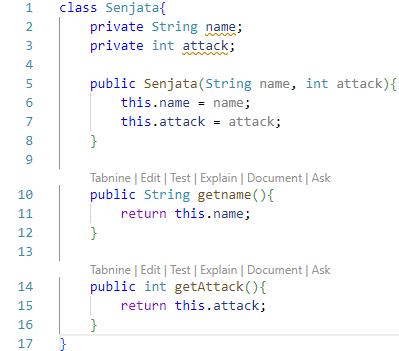 1 class Senjata{
2     private String name;
3     private int attack;
4
5     public Senjata(String name, int attack){
6         this.name = name;
7         this.attack = attack;
8     }
9
Tabnine | Edit | Test | Explain | Document | Ask
10     public String getname(){
11         return this.name;
12     }
13
Tabnine | Edit | Test | Explain | Document | Ask
14     public int getAttack(){
15         return this.attack;
16     }
17 }